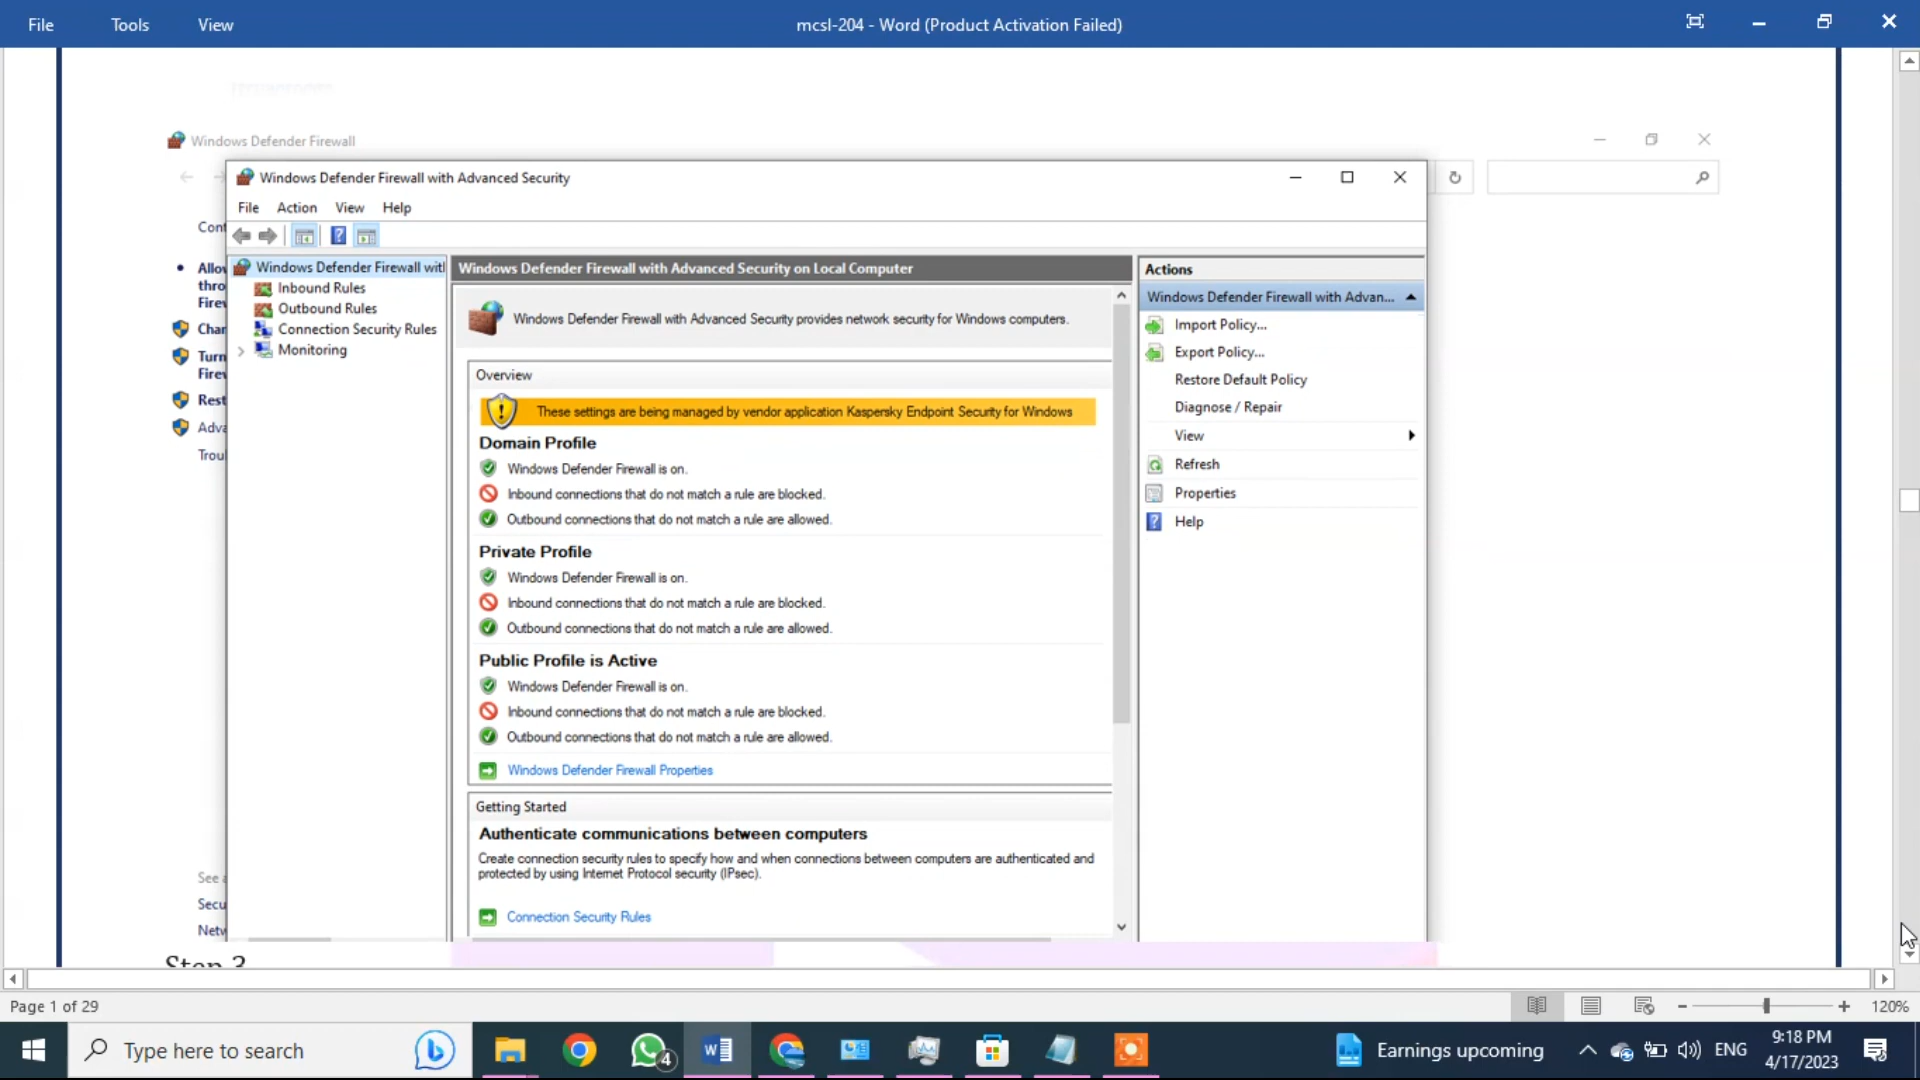 File Tools View mcsl-204 - Word (Product Activation Failed)
Windows Defender Firewall
Windows Defender Firewall with Advanced Security
File Action View Help
Windows Defender Firewall with Advanced Security on Local Computer
Inbound Rules
Outbound Rules
Connection Security Rules
Monitoring
Windows Defender Firewall with Advanced Security provides network security for Windows computers.
Overview
These settings are being managed by vendor application Kaspersky Endpoint Security for Windows
Domain Profile
Windows Defender Firewall is on.
Inbound connections that do not match a rule are blocked.
Outbound connections that do not match a rule are allowed.
Private Profile
Windows Defender Firewall is on.
Inbound connections that do not match a rule are blocked.
Outbound connections that do not match a rule are allowed.
Public Profile is Active
Windows Defender Firewall is on.
Inbound connections that do not match a rule are blocked.
Outbound connections that do not match a rule are allowed.
Windows Defender Firewall Properties
Getting Started
Authenticate communications between computers
Create connection security rules to specify how and when connections between computers are authenticated and
protected by using Internet Protocol security (IPsec).
Connection Security Rules
Actions
Windows Defender Firewall with Advan...
Import Policy...
Export Policy...
Restore Default Policy
Diagnose / Repair
View
Refresh
Properties
Help
Step 3
Page 1 of 29
120%
Type here to search
4
Earnings upcoming
ENG
9:18 PM
4/17/2023